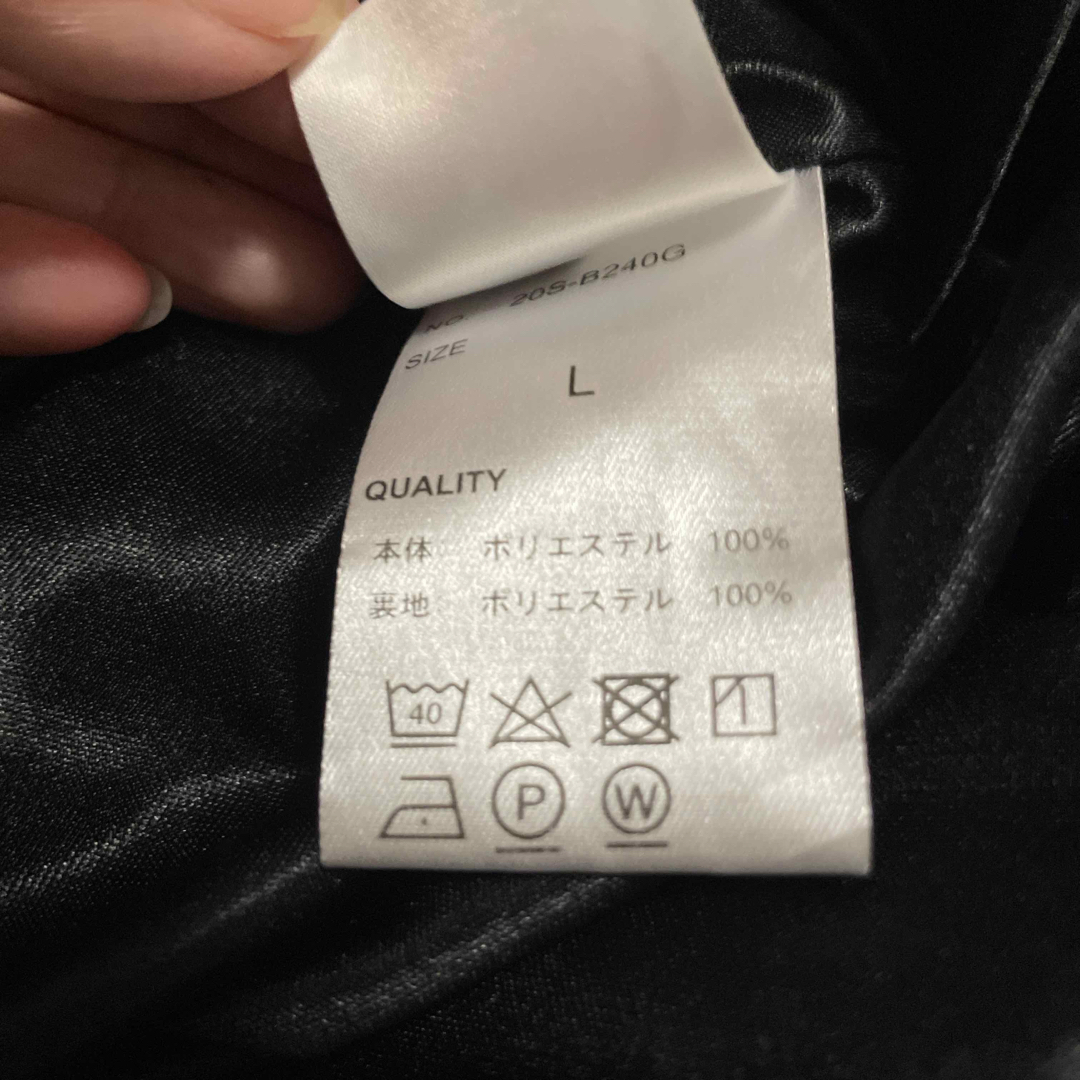 NO. 20S-B240G
SIZE
L
QUALITY
本体 ポリエステル 100%
裏地 ポリエステル 100%
40
P
W